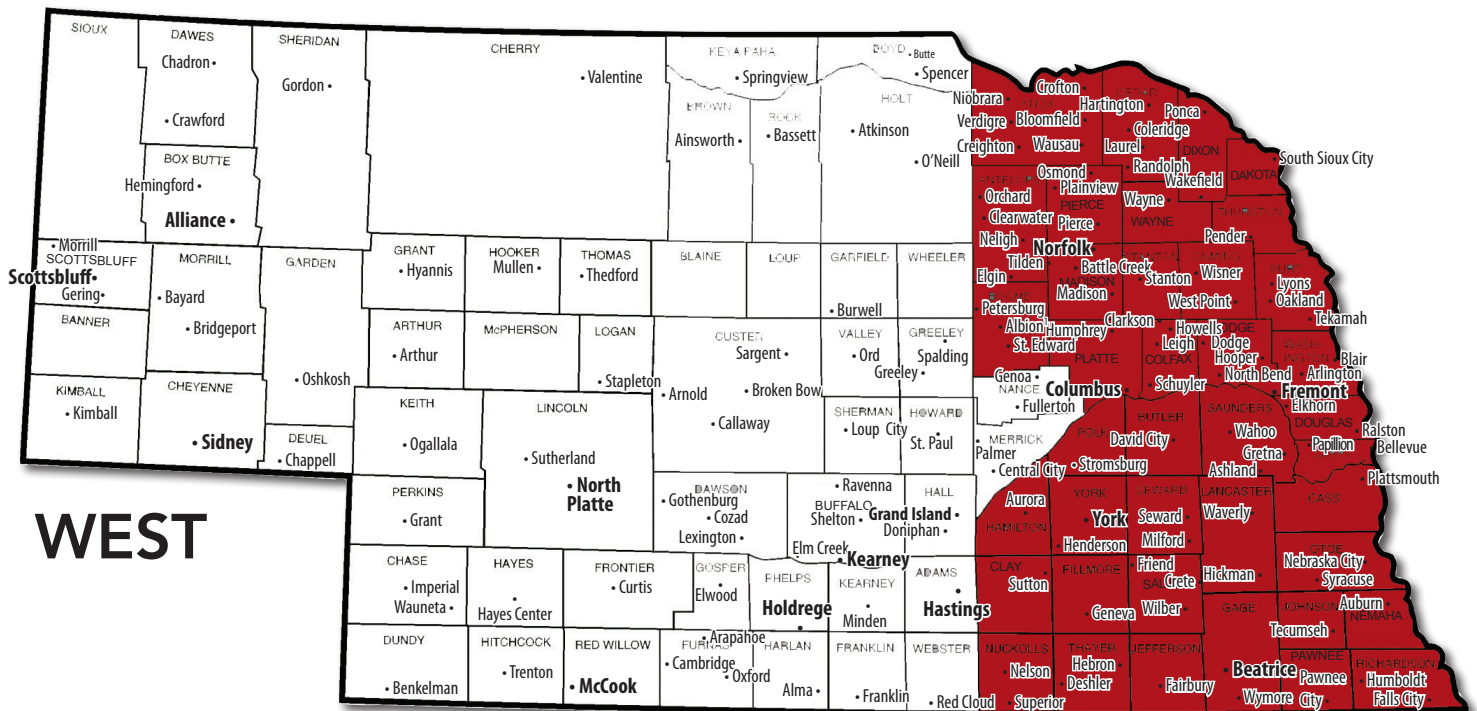 SIOUX
DAWES
Chadron
Crawford
SHERIDAN
Gordon
CHERRY
Valentine
KEYA PAHA
Springview
BOYD
Butte
Spencer
BROWN
Ainsworth
ROCK
Bassett
HOLT
Atkinson
O'Neill
BOX BUTTE
Hemingford
Alliance
Niobrara
Verdigre
Creighton
Crofton
Bloomfield
Wausau
Hartington
Coleridge
Laurel
Randolph
Ponca
DIXON
Wakefield
South Sioux City
DAKOTA
ANTELOPE
Orchard
Clearwater
Neligh
Tilden
Elgin
Osmond
Plainview
PIERCE
Pierce
Norfolk
Wayne
WAYNE
THURSTON
Pender
Morrill
SCOTTSBLUFF
Scottsbluff
Gering
MORRILL
Bayard
Bridgeport
GARDEN
Oshkosh
GRANT
Hyannis
HOOKER
Mullen
THOMAS
Thedford
BLAINE
LOUP
GARFIELD
Burwell
WHEELER
Battle Creek
MADISON
Madison
STANTON
Stanton
Wisner
West Point
Lyons
Oakland
Tekamah
BANNER
ARTHUR
Arthur
McPHERSON
LOGAN
Stapleton
CUSTER
Sargent
Arnold
Broken Bow
Callaway
VALLEY
Ord
GREELEY
Spalding
Greeley
Petersburg
Albion
St. Edward
Humphrey
PLATTE
Columbus
Clarkson
Howells
Leigh
COLFAX
Schuyler
DODGE
Dodge
Hooper
North Bend
Fremont
WASHINGTON
Blair
Arlington
KIMBALL
Kimball
CHEYENNE
Sidney
DEUEL
Chappell
KEITH
Ogallala
LINCOLN
Sutherland
North
Platte
SHERMAN
Loup City
HOWARD
St. Paul
Genoa
NANCE
Fullerton
MERRICK
Palmer
Central City
POLK
Stromsburg
BUTLER
David City
SAUNDERS
Wahoo
Gretna
Ashland
Elkhorn
DOUGLAS
Ralston
Papillion
Bellevue
Plattsmouth
CASS
PERKINS
Grant
DAWSON
Gothenburg
Cozad
Lexington
BUFFALO
Ravenna
Shelton
Elm Creek
Kearney
HALL
Grand Island
Doniphan
Aurora
HAMILTON
YORK
York
Henderson
SEWARD
Seward
Milford
LANCASTER
Waverly
Hickman
OTOE
Nebraska City
Syracuse
WEST
CHASE
Imperial
Wauneta
HAYES
Hayes Center
FRONTIER
Curtis
GOSPER
Elwood
PHELPS
Holdrege
KEARNEY
Minden
ADAMS
Hastings
CLAY
Sutton
FILLMORE
Geneva
Friend
Crete
Wilber
GAGE
Beatrice
Wymore
JOHNSON
Tecumseh
Auburn
NEMAHA
DUNDY
Benkelman
HITCHCOCK
Trenton
RED WILLOW
McCook
FURNAS
Arapahoe
Cambridge
Oxford
HARLAN
Alma
FRANKLIN
Franklin
WEBSTER
Red Cloud
NUCKOLLS
Nelson
Superior
THAYER
Hebron
Deshler
JEFFERSON
Fairbury
PAWNEE
Pawnee
City
RICHARDSON
Humboldt
Falls City